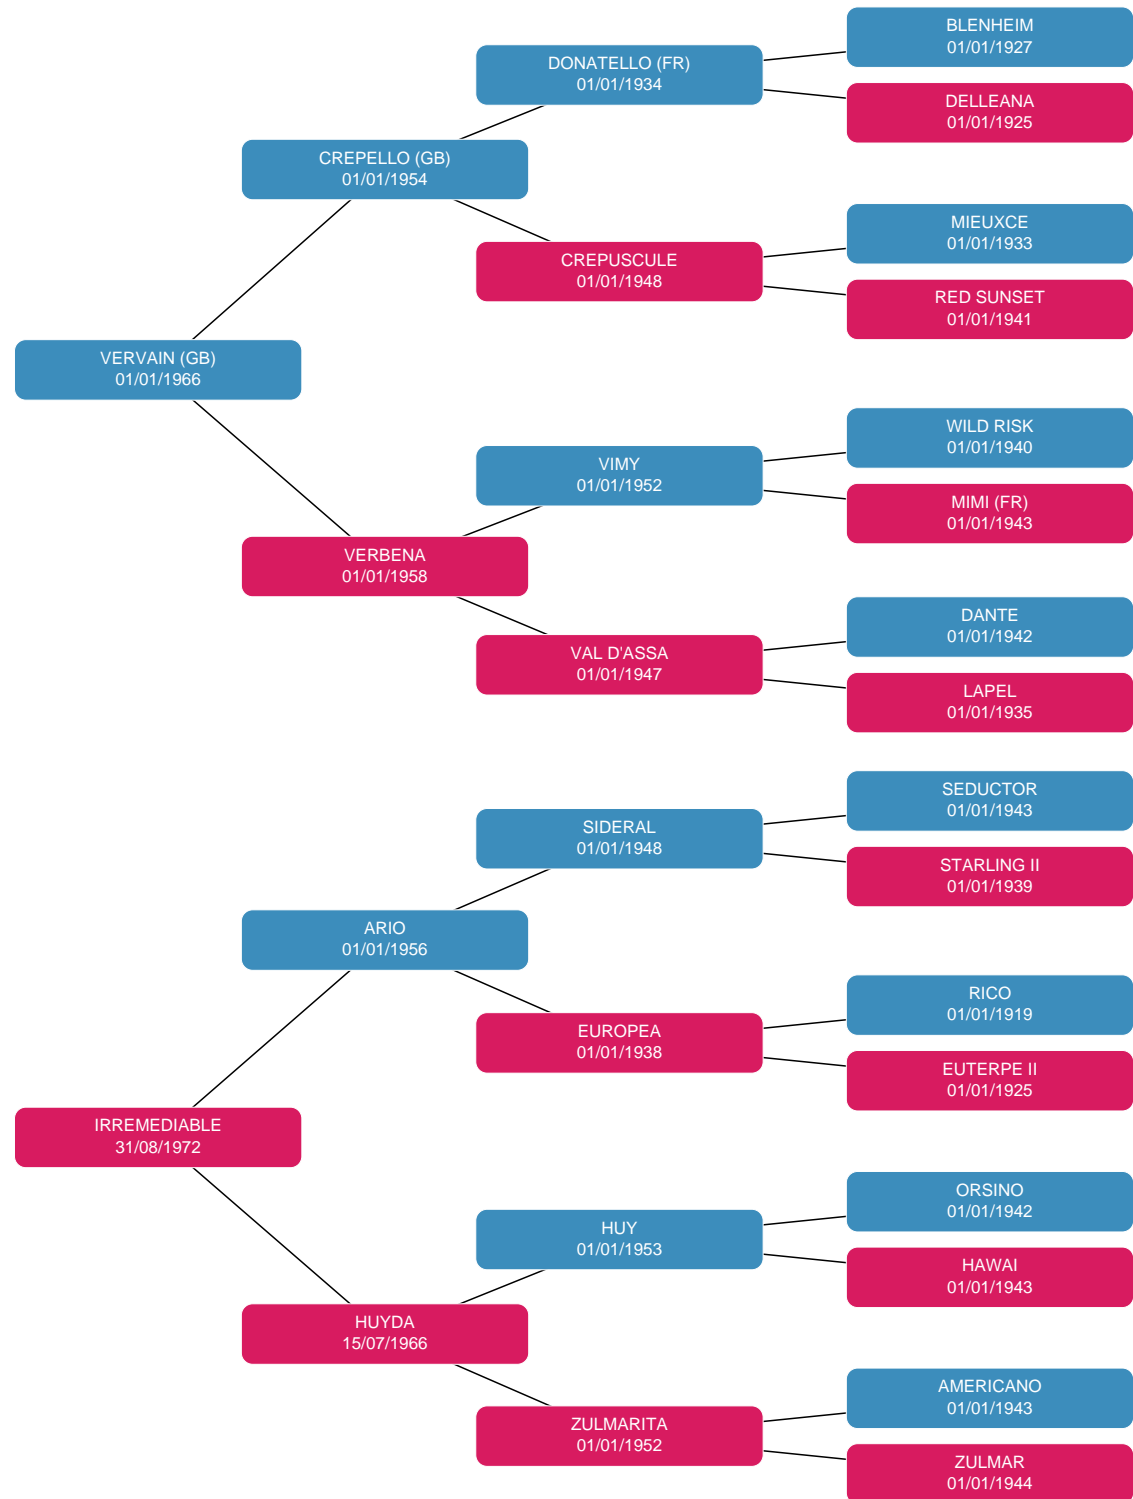 BLENHEIM
01/01/1927
DONATELLO (FR)
01/01/1934
DELLEANA
01/01/1925
CREPELLO (GB)
01/01/1954
MIEUXCE
01/01/1933
CREPUSCULE
01/01/1948
RED SUNSET
01/01/1941
VERVAIN (GB)
01/01/1966
WILD RISK
01/01/1940
VIMY
01/01/1952
MIMI (FR)
01/01/1943
VERBENA
01/01/1958
DANTE
01/01/1942
VAL D'ASSA
01/01/1947
LAPEL
01/01/1935
SEDUCTOR
01/01/1943
SIDERAL
01/01/1948
STARLING II
01/01/1939
ARIO
01/01/1956
RICO
01/01/1919
EUROPEA
01/01/1938
EUTERPE II
01/01/1925
IRREMEDIABLE
31/08/1972
ORSINO
01/01/1942
HUY
01/01/1953
HAWAI
01/01/1943
HUYDA
15/07/1966
AMERICANO
01/01/1943
ZULMARITA
01/01/1952
ZULMAR
01/01/1944